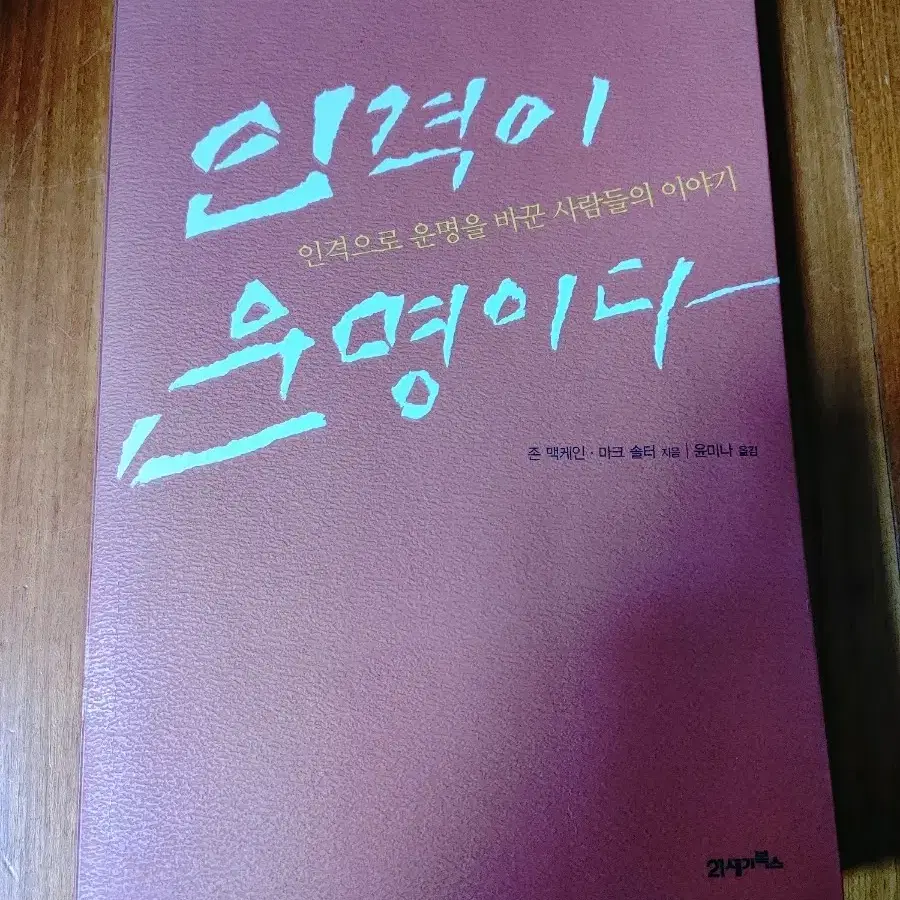 인격이
인격으로 운명을 바꾼 사람들의 이야기
운명이다
존 맥케인 · 마크 솔터 지음 | 윤미나 옮김
21세기북스